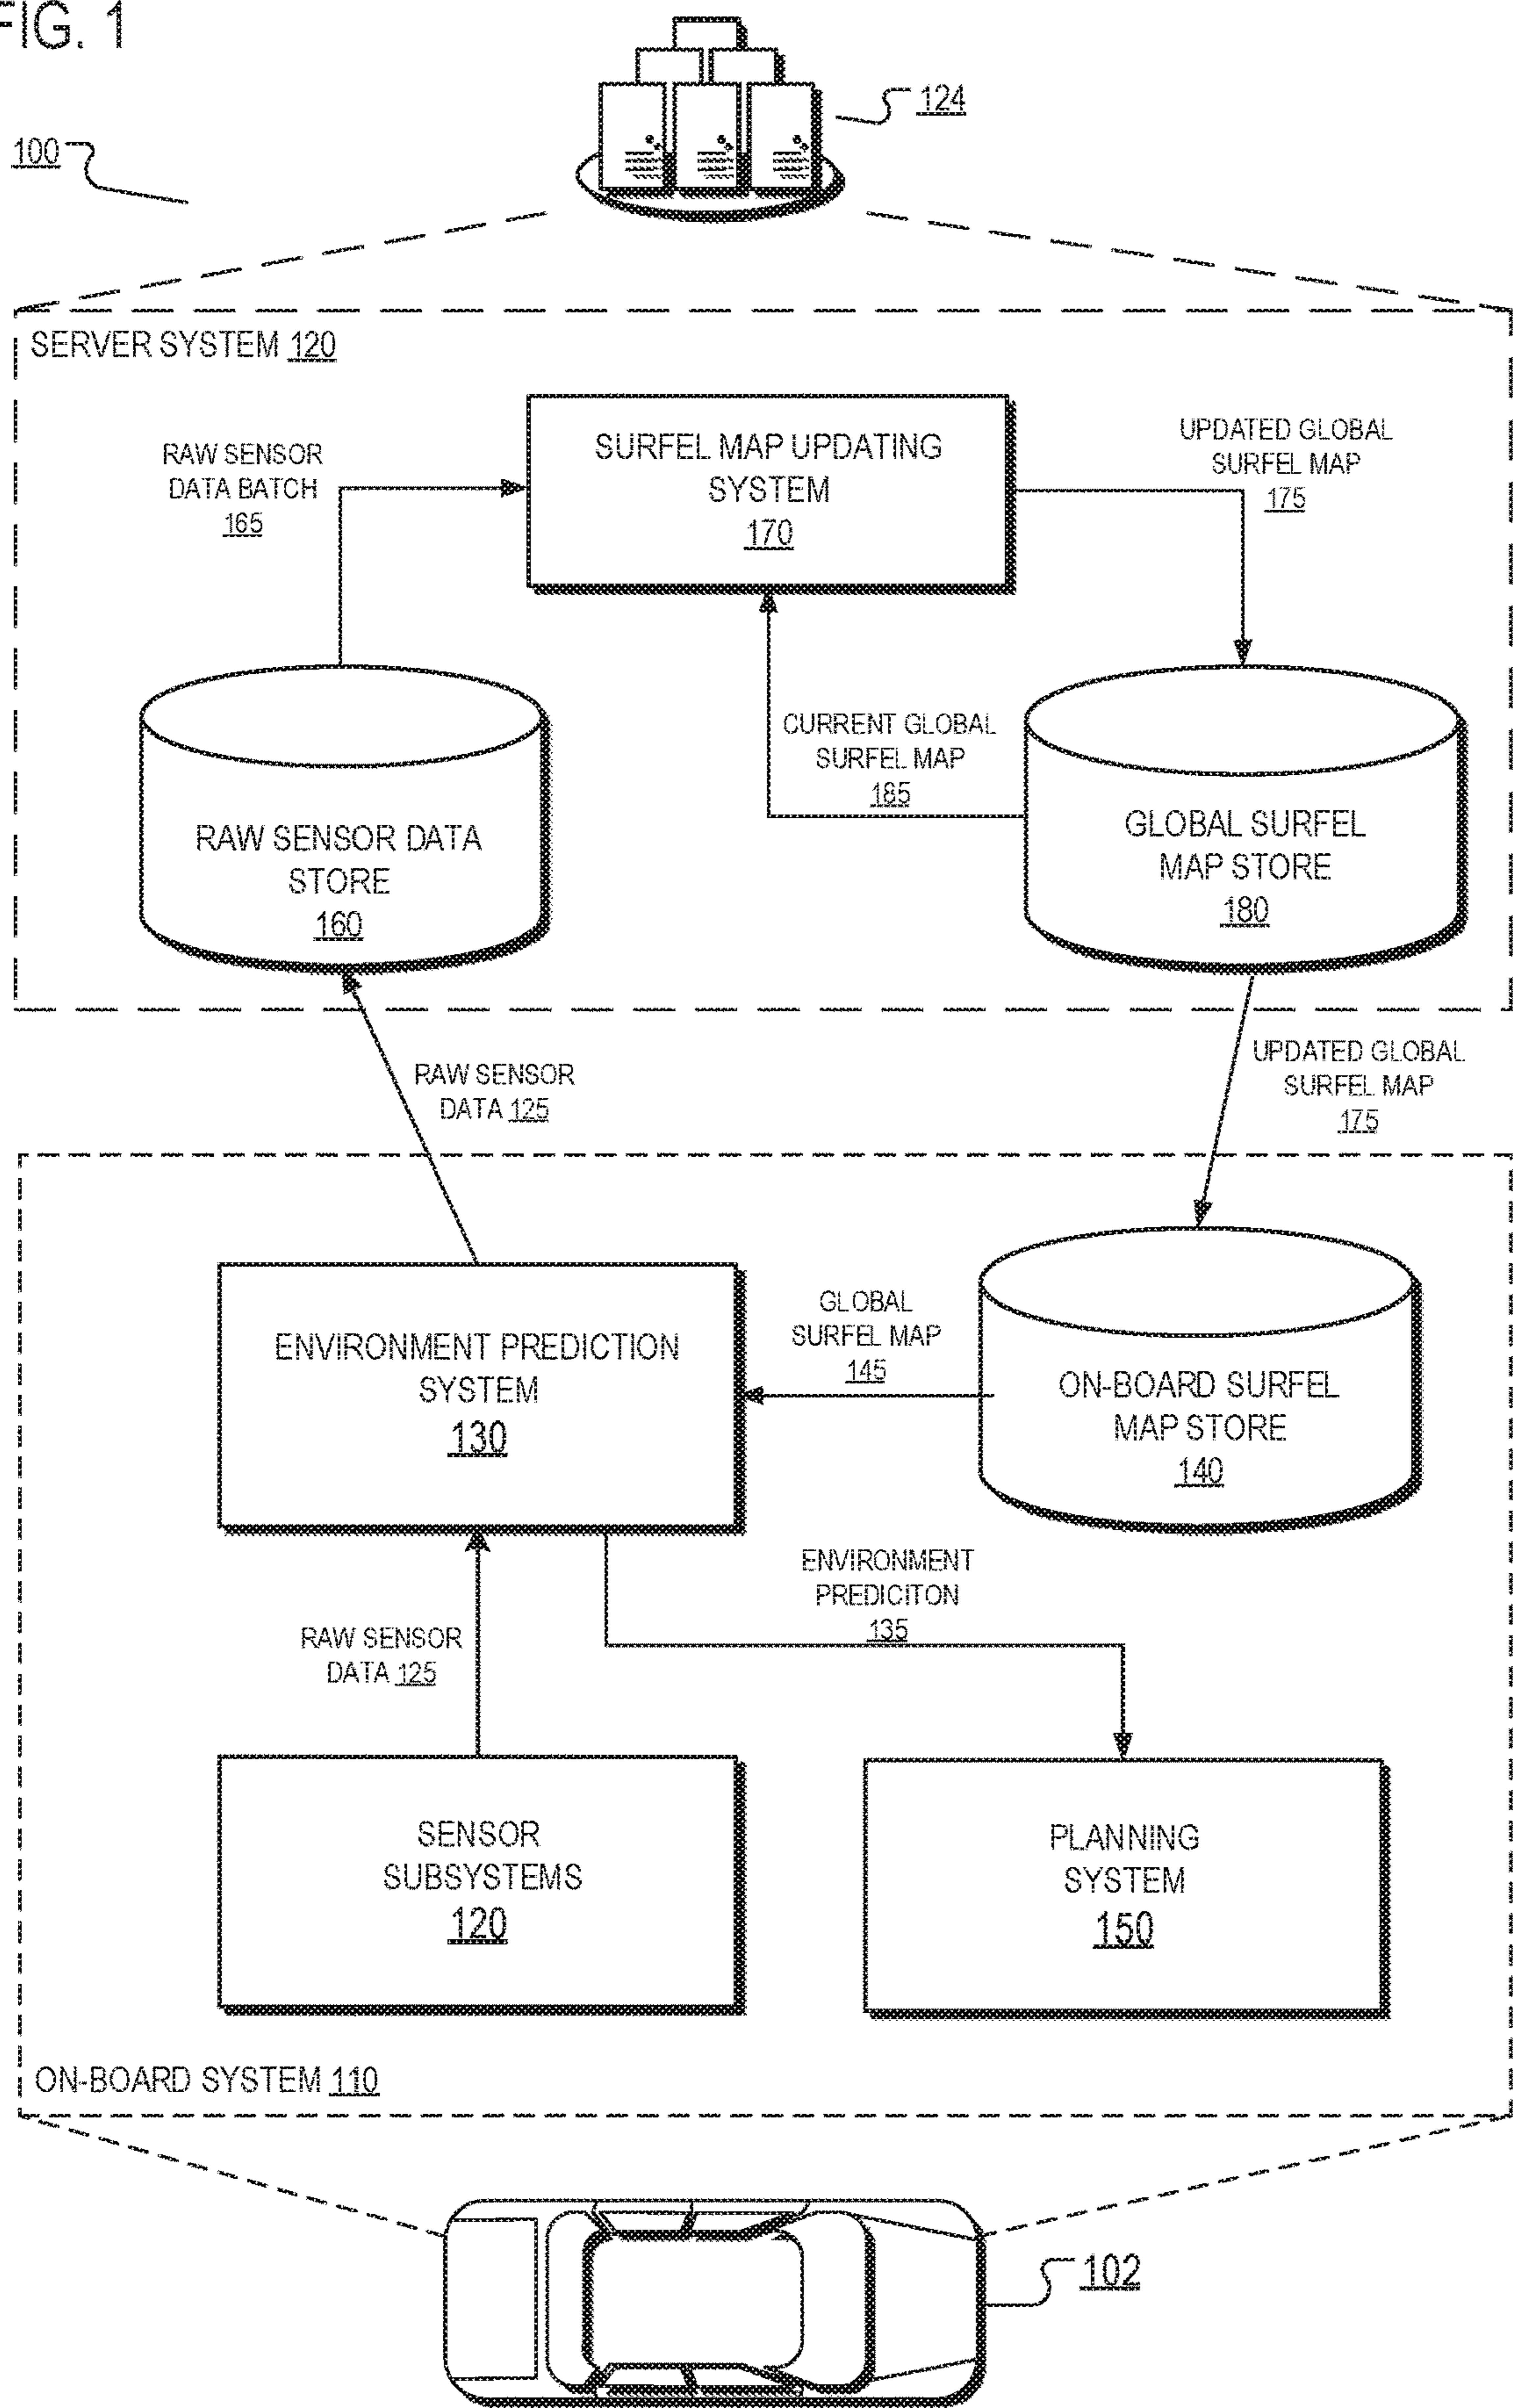 FIG. 1
124
100
SERVER SYSTEM 120
RAW SENSOR
DATA BATCH
165
SURFEL MAP UPDATING
SYSTEM
170
UPDATED GLOBAL
SURFEL MAP
175
CURRENT GLOBAL
SURFEL MAP
185
RAW SENSOR DATA
STORE
160
GLOBAL SURFEL
MAP STORE
180
RAW SENSOR
DATA 125
UPDATED GLOBAL
SURFEL MAP
175
ENVIRONMENT PREDICTION
SYSTEM
130
GLOBAL
SURFEL MAP
145
ON-BOARD SURFEL
MAP STORE
140
RAW SENSOR
DATA 125
ENVIRONMENT
PREDICITON
135
SENSOR
SUBSYSTEMS
120
PLANNING
SYSTEM
150
ON-BOARD SYSTEM 110
102